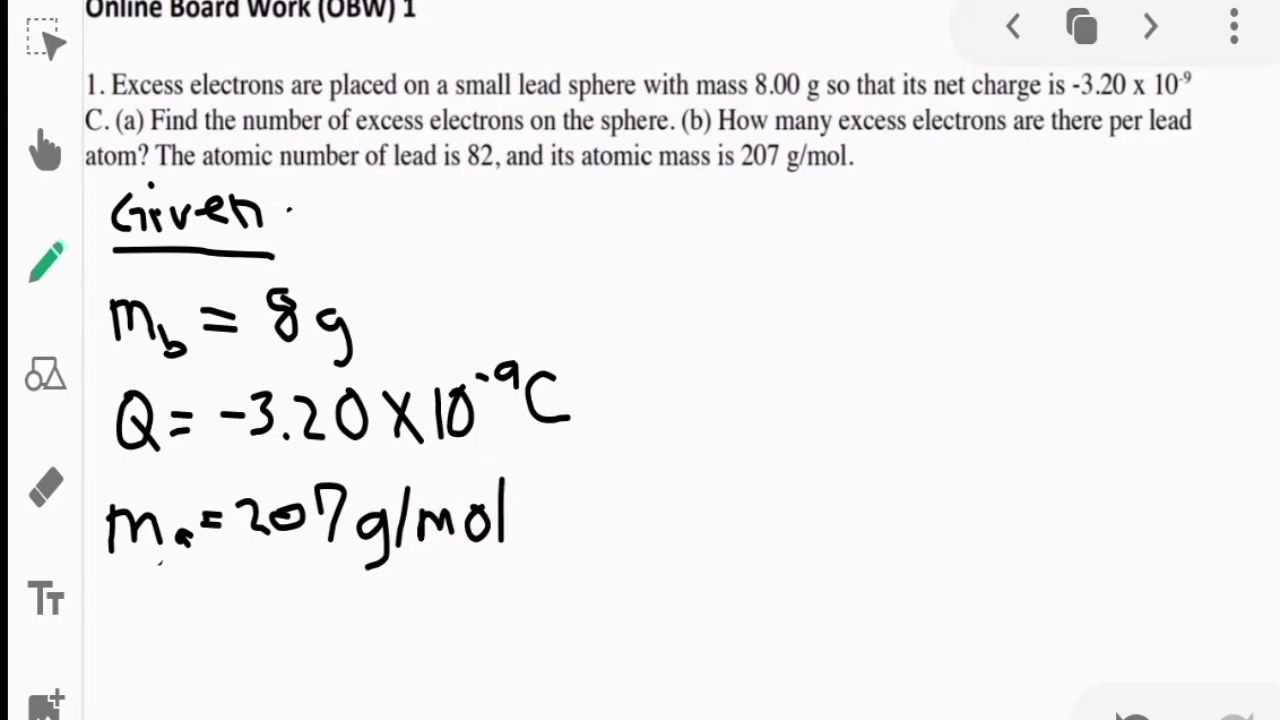 Online Board Work (OBW) 1
1. Excess electrons are placed on a small lead sphere with mass 8.00 g so that its net charge is -3.20 x 10⁻⁹
C. (a) Find the number of excess electrons on the sphere. (b) How many excess electrons are there per lead
atom? The atomic number of lead is 82, and its atomic mass is 207 g/mol.
Given
m_b = 8 g
Q = -3.20 X 10⁻⁹ C
m_a = 207 g/mol
TT